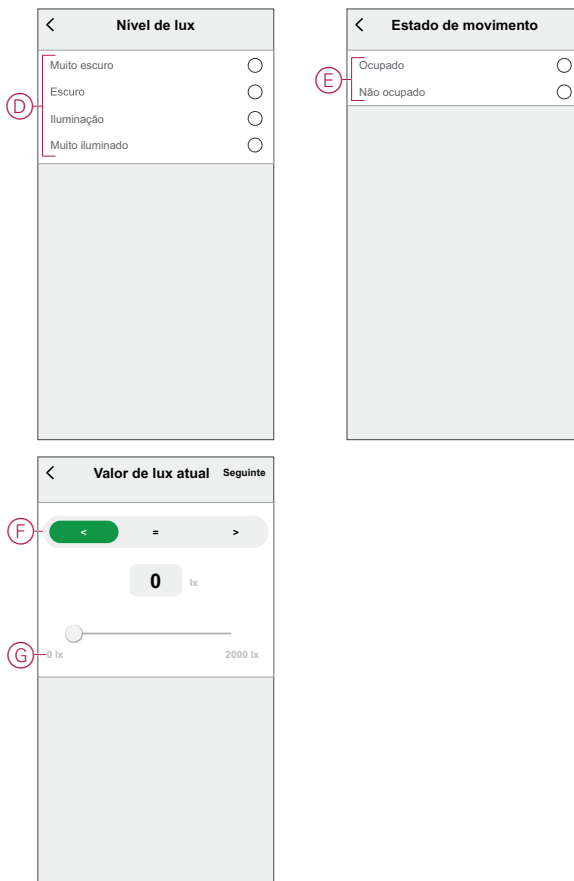 Nível de lux
Muito escuro
Escuro
Iluminação
Muito iluminado
D
Estado de movimento
Ocupado
Não ocupado
E
Valor de lux atual Seguinte
F
< = >
0 lx
G
0 lx 2000 lx